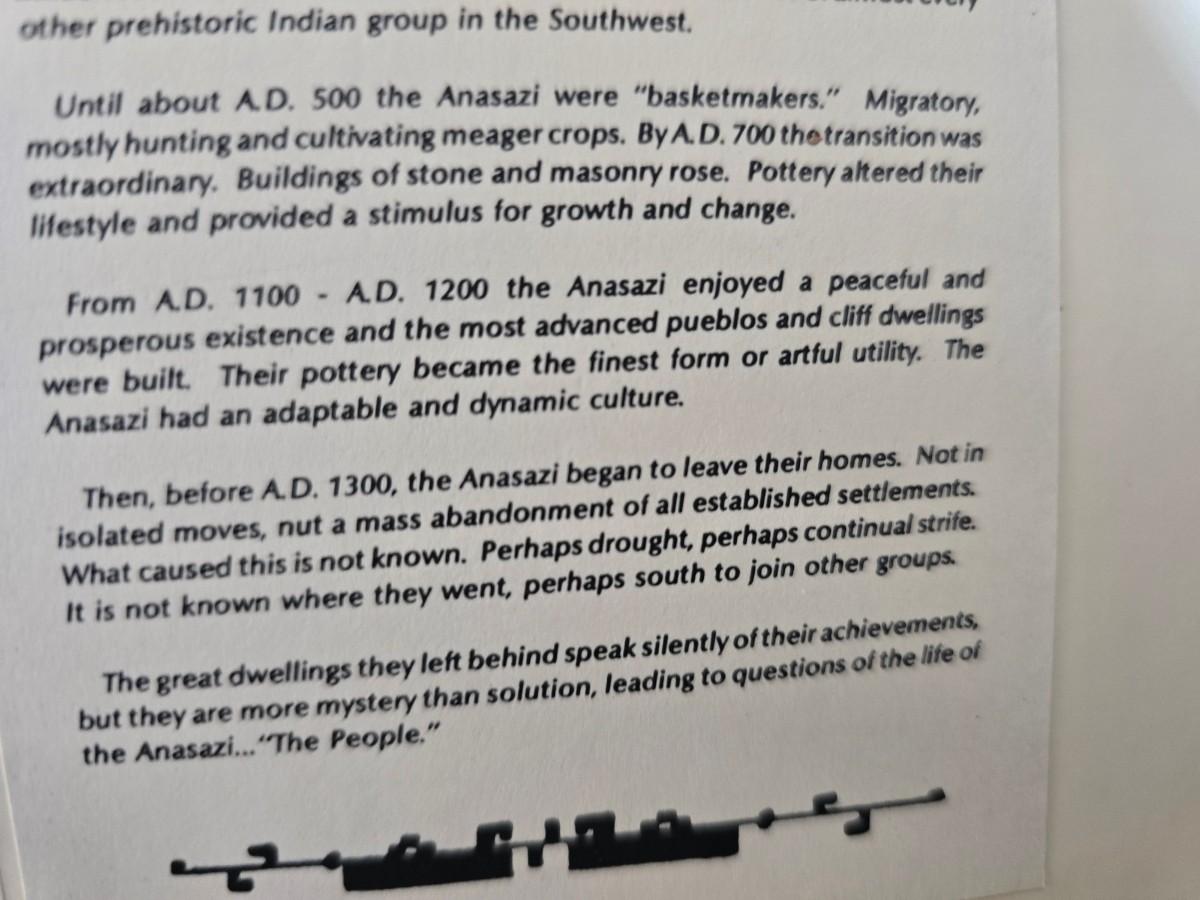 every
other prehistoric Indian group in the Southwest.
Until about A.D. 500 the Anasazi were "basketmakers." Migratory,
mostly hunting and cultivating meager crops. By A.D. 700 the transition was
extraordinary. Buildings of stone and masonry rose. Pottery altered their
lifestyle and provided a stimulus for growth and change.
From A.D. 1100 - A.D. 1200 the Anasazi enjoyed a peaceful and
prosperous existence and the most advanced pueblos and cliff dwellings
were built. Their pottery became the finest form or artful utility. The
Anasazi had an adaptable and dynamic culture.
Then, before A.D. 1300, the Anasazi began to leave their homes. Not in
isolated moves, nut a mass abandonment of all established settlements.
What caused this is not known. Perhaps drought, perhaps continual strife.
It is not known where they went, perhaps south to join other groups.
The great dwellings they left behind speak silently of their achievements,
but they are more mystery than solution, leading to questions of the life of
the Anasazi..."The People."